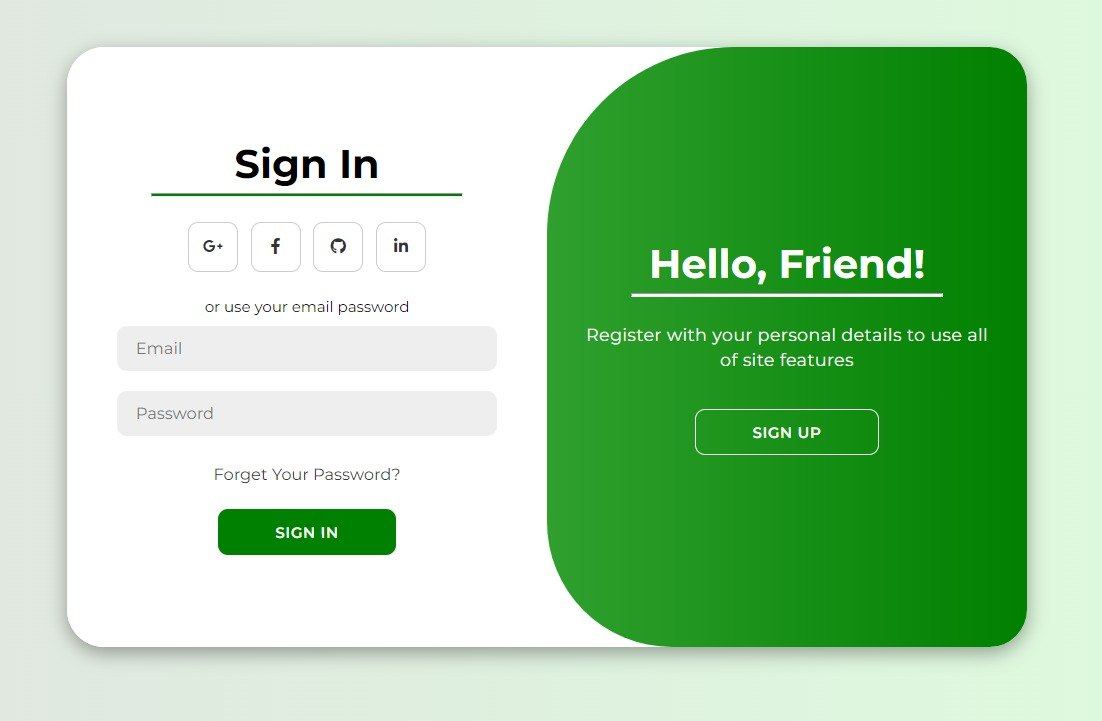 Sign In
G+
f
in
or use your email password
Email
Password
Forget Your Password?
SIGN IN
Hello, Friend!
Register with your personal details to use all
of site features
SIGN UP